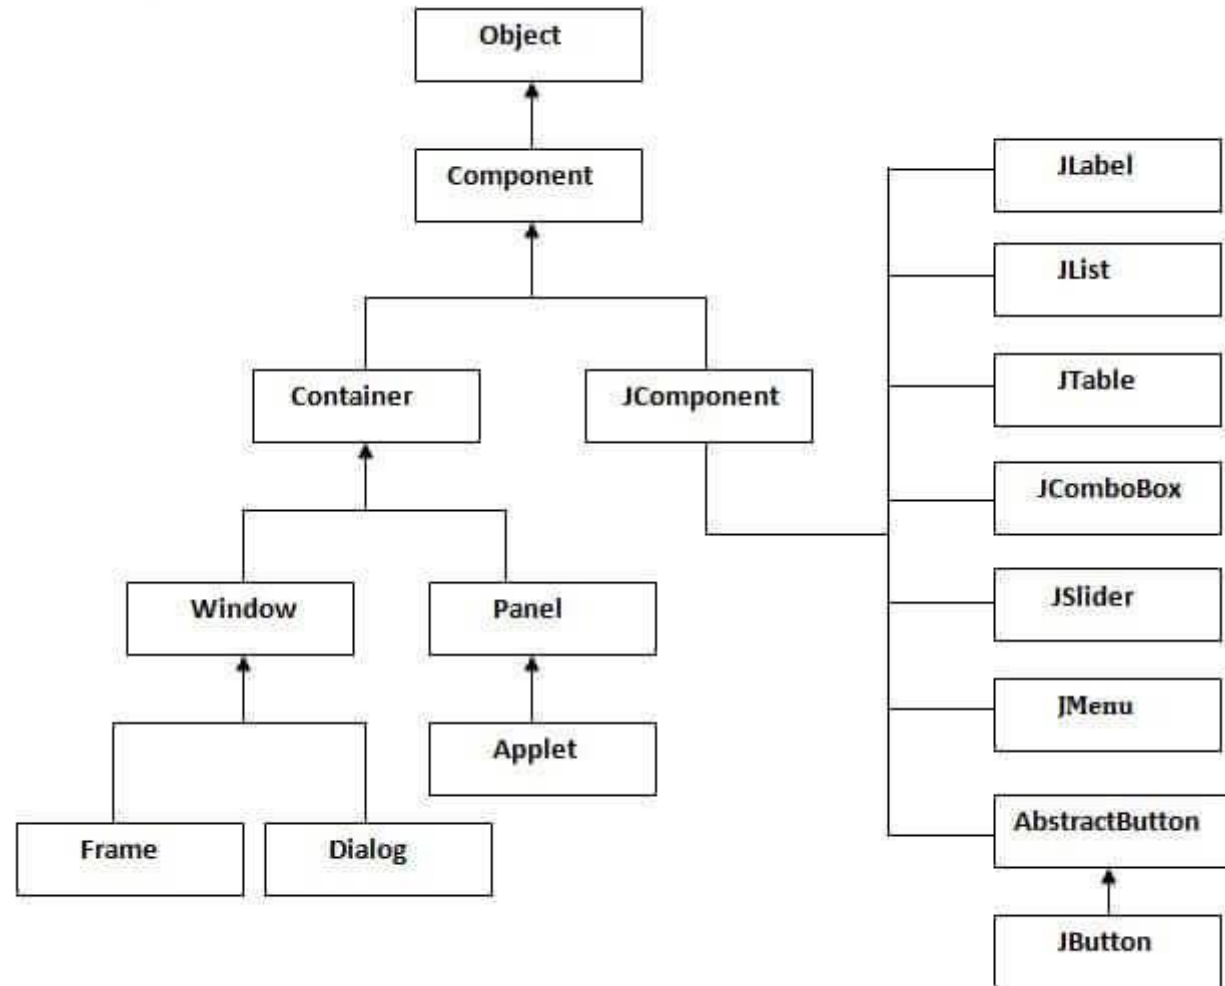 Object
Component
JLabel
JList
JTable
Container
JComponent
JComboBox
JSlider
Window
Panel
JMenu
Applet
AbstractButton
Frame
Dialog
JButton